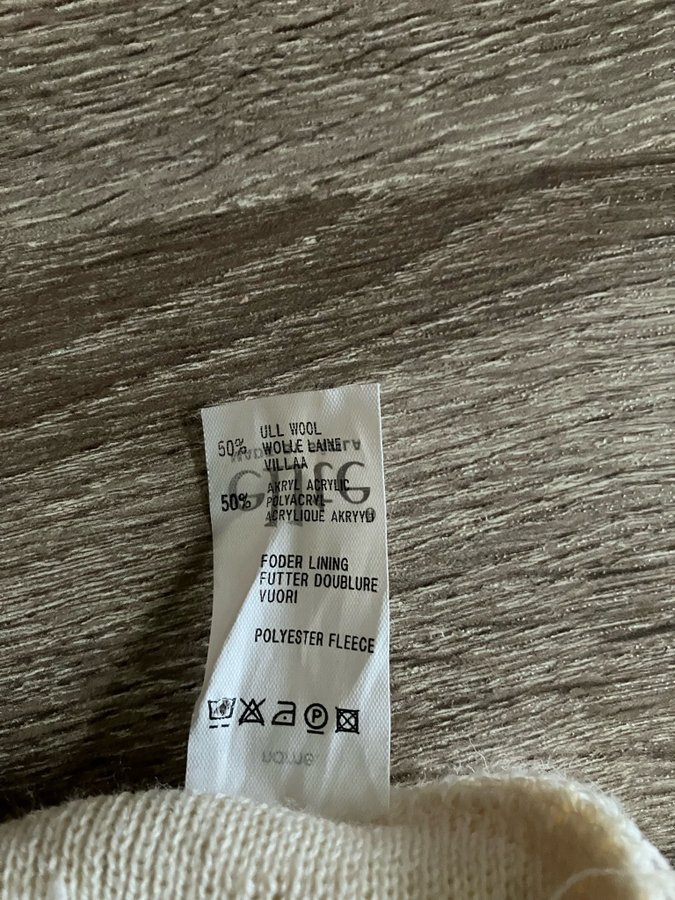 50% ULL WOOL
WOLLE LAINE
VILLAA
50% AKRYL ACRYLIC
POLYACRYL
ACRYLIQUE AKRYYLI
FODER LINING
FUTTER DOUBLURE
VUORI
POLYESTER FLEECE
P